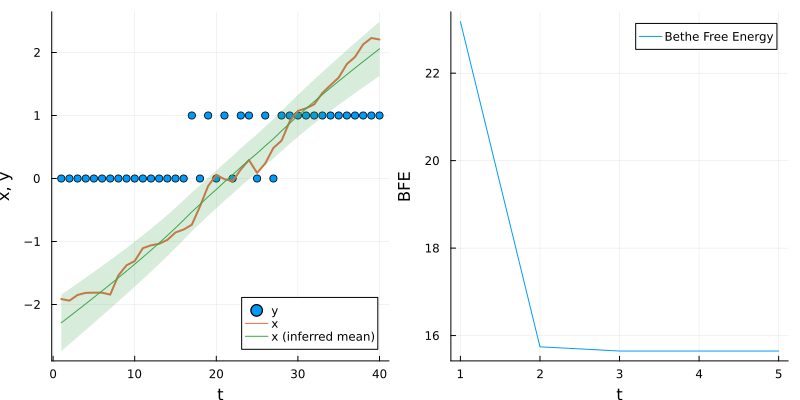 x, y
2
1
0
−1
−2
0
10
20
30
40
t
y
x
x (inferred mean)
BFE
22
20
18
16
1
2
3
4
5
t
Bethe Free Energy